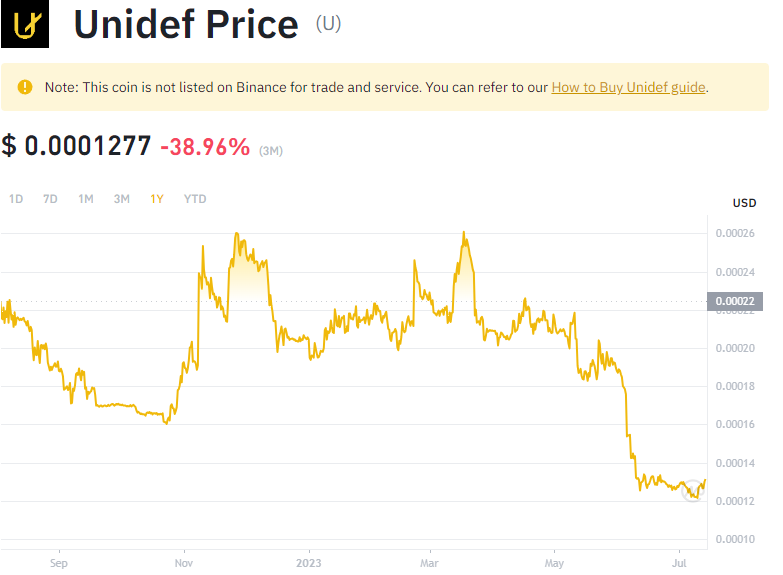 Unidef Price (U)
Note: This coin is not listed on Binance for trade and service. You can refer to our How to Buy Unidef guide.
$ 0.0001277 -38.96% (3M)
1D 7D 1M 3M 1Y YTD
USD
0.00026
0.00024
0.00022
0.00020
0.00018
0.00016
0.00014
0.00012
0.00010
Sep Nov 2023 Mar May Jul